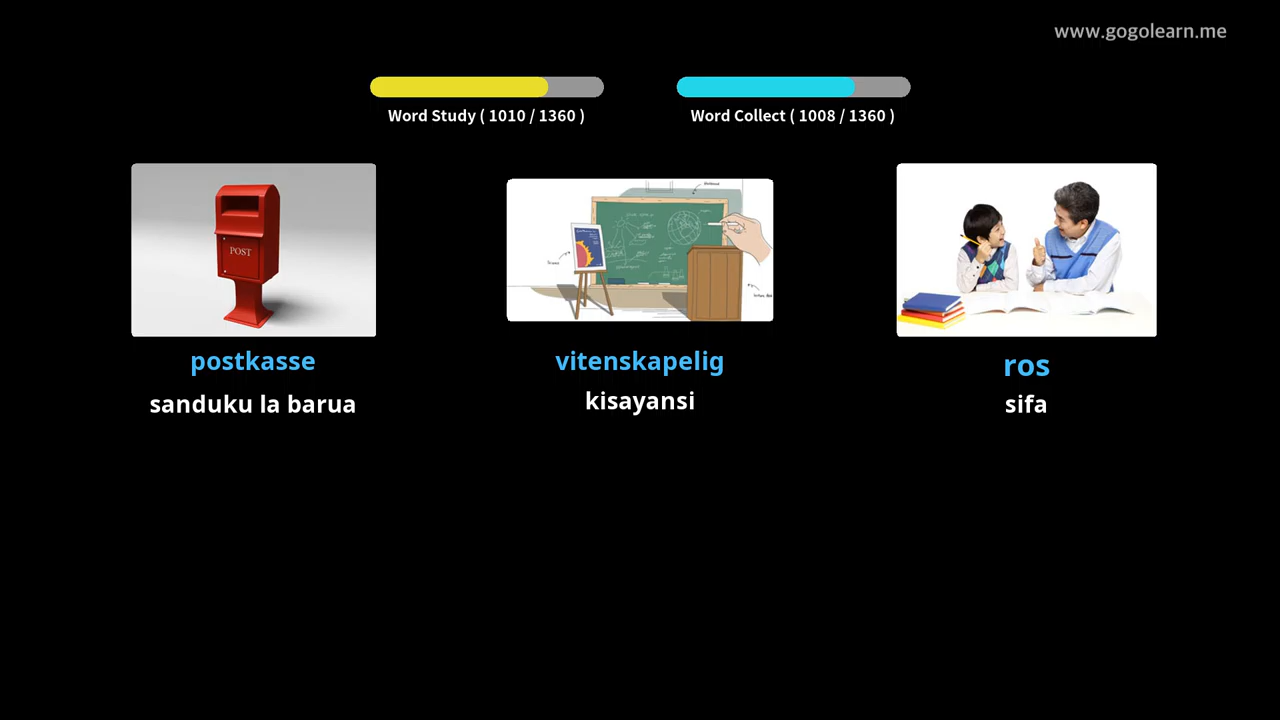 www.gogolearn.me
Word Study ( 1010 / 1360 )
Word Collect ( 1008 / 1360 )
POST
postkasse
vitenskapelig
ros
sanduku la barua
kisayansi
sifa